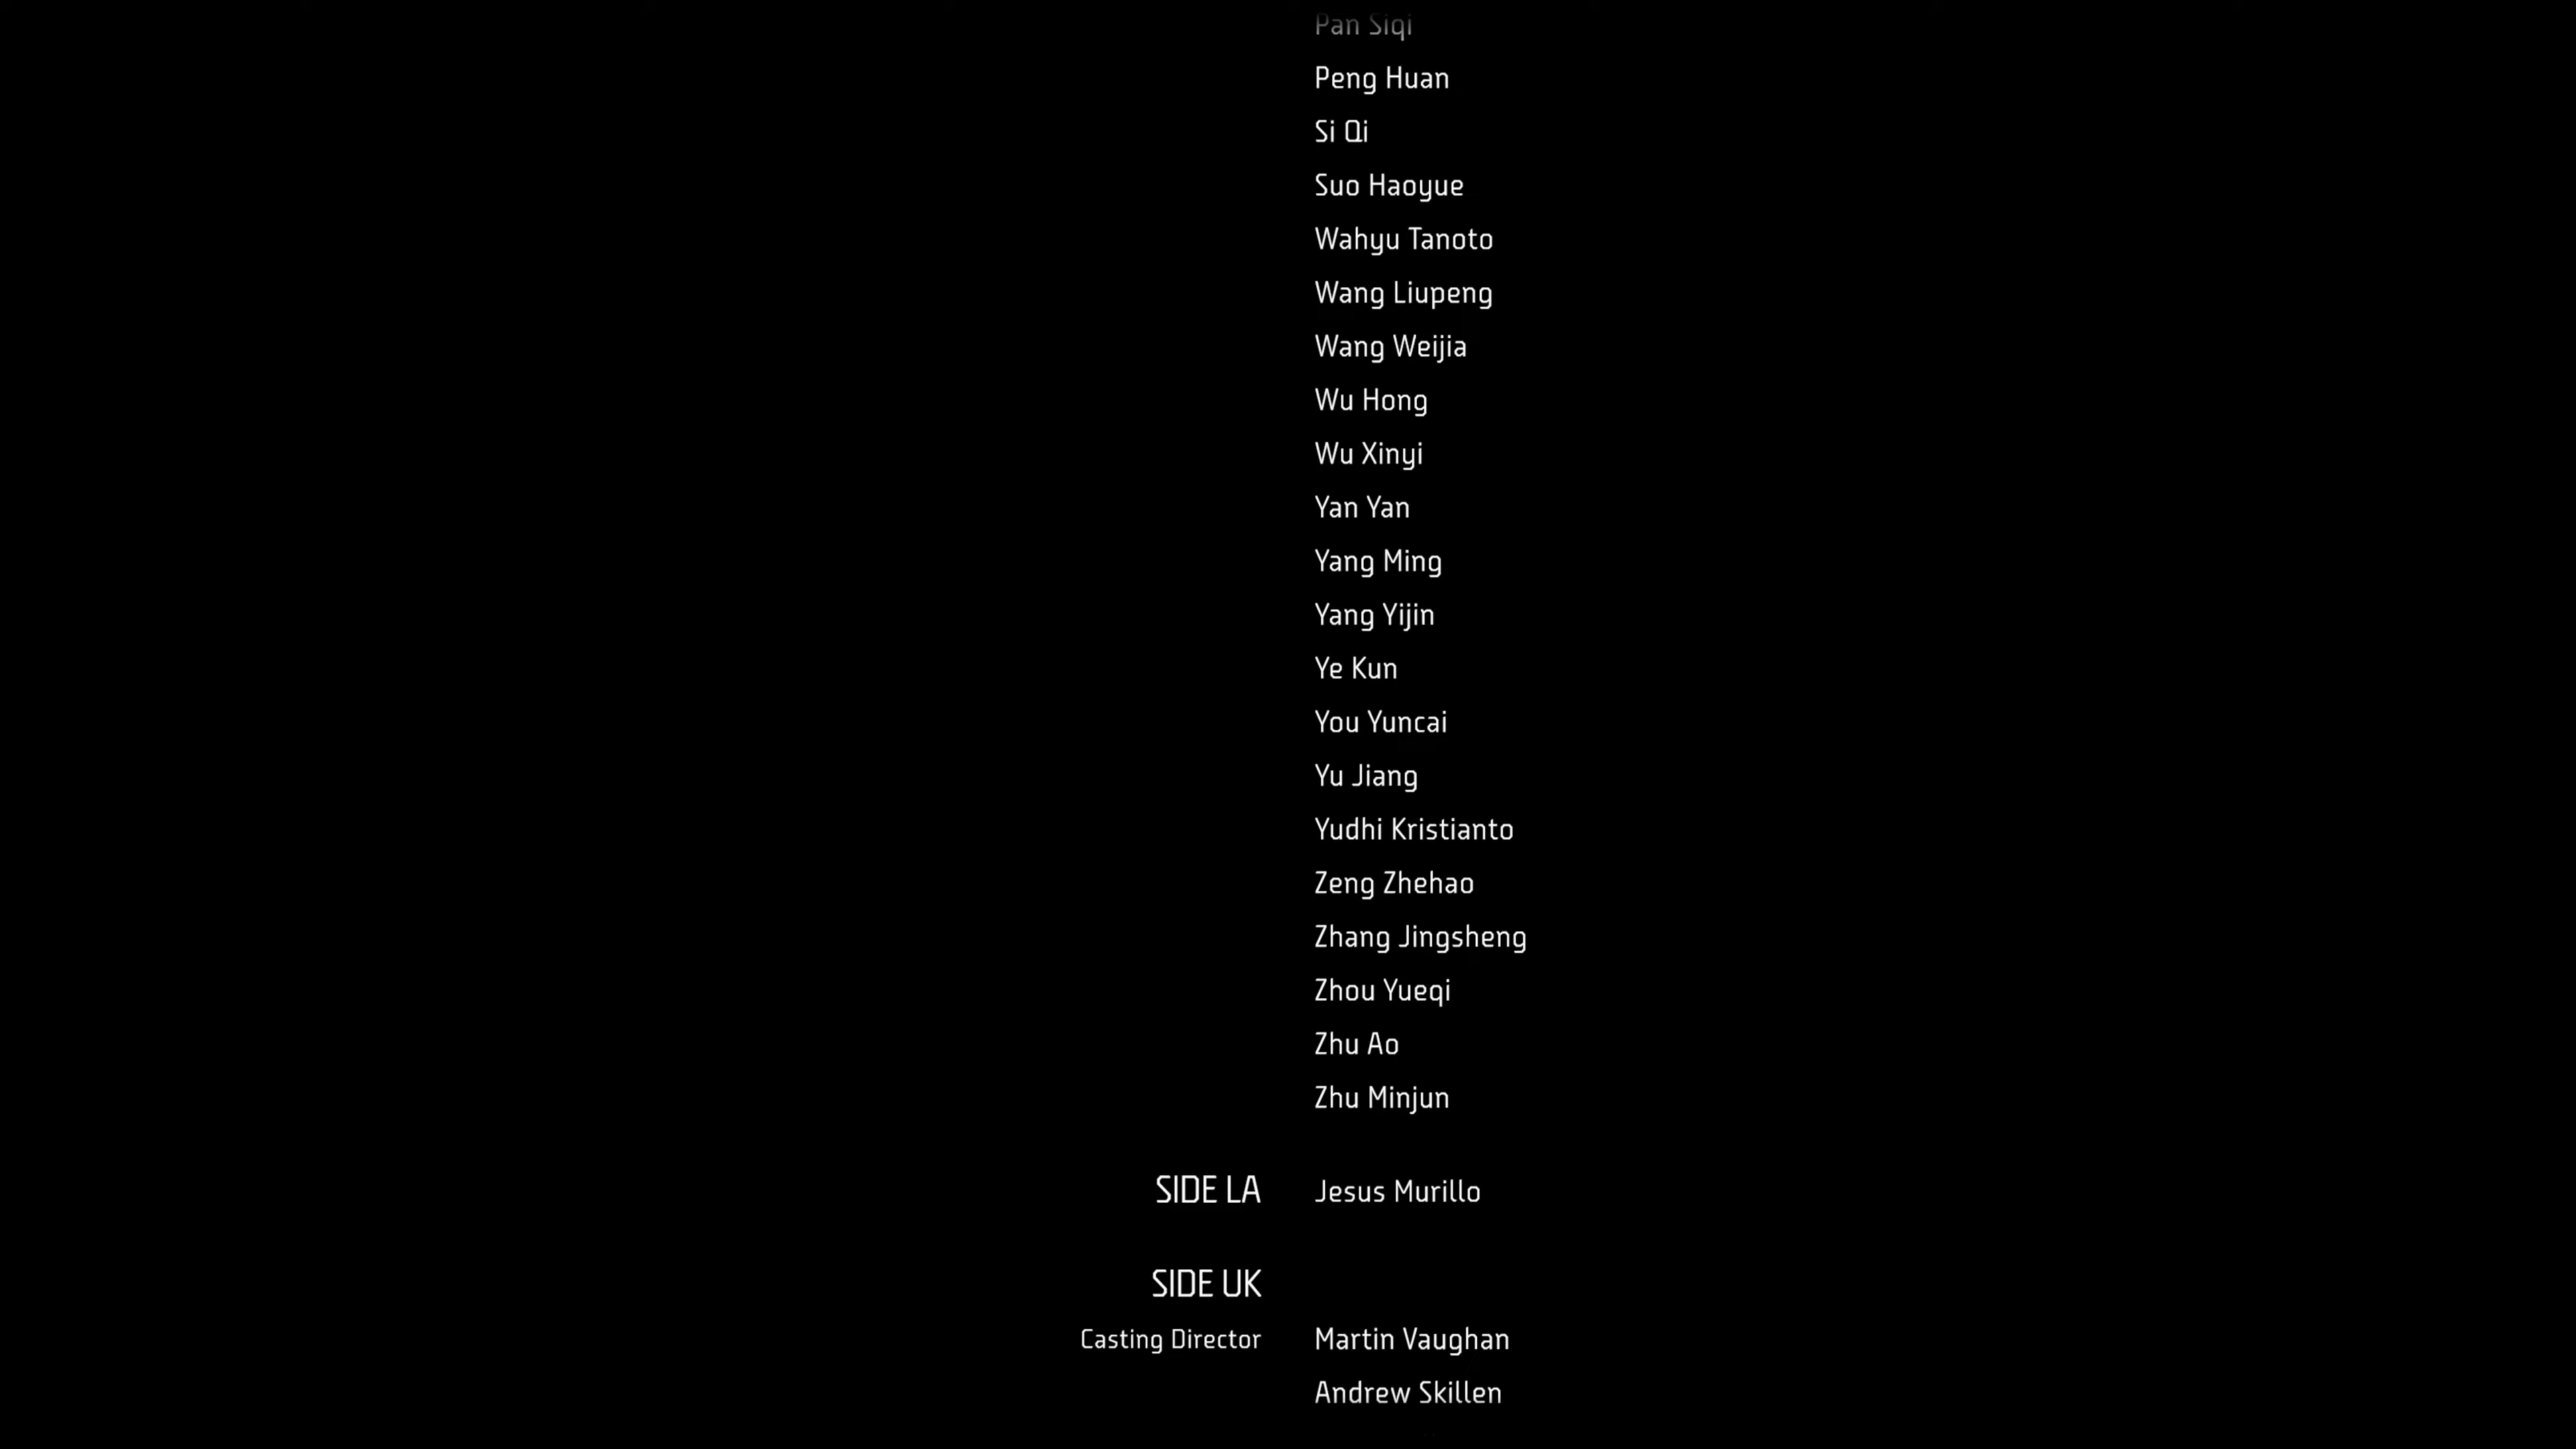 Pan Siqi
Peng Huan
Si Qi
Suo Haoyue
Wahyu Tanoto
Wang Liupeng
Wang Weijia
Wu Hong
Wu Xinyi
Yan Yan
Yang Ming
Yang Yijin
Ye Kun
You Yuncai
Yu Jiang
Yudhi Kristianto
Zeng Zhehao
Zhang Jingsheng
Zhou Yueqi
Zhu Ao
Zhu Minjun
SIDE LA Jesus Murillo
SIDE UK
Casting Director Martin Vaughan
Andrew Skillen